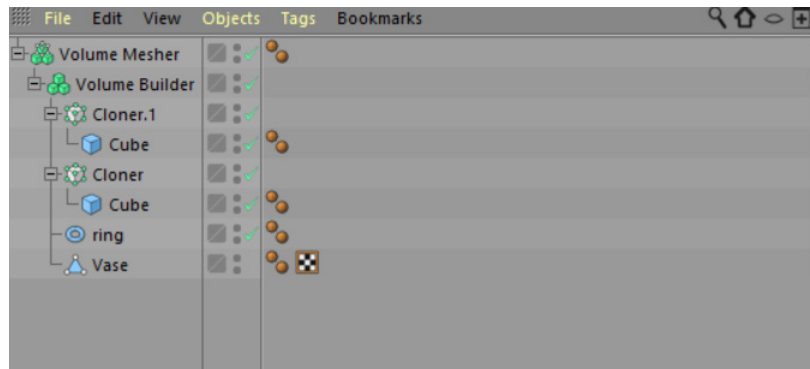 File Edit View Objects Tags Bookmarks
Volume Mesher
Volume Builder
Cloner.1
Cube
Cloner
Cube
ring
Vase